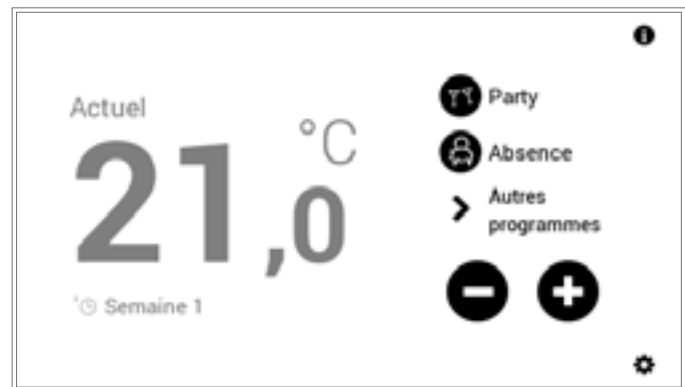 Actuel
21,0 °C
Semaine 1
Party
Absence
Autres
programmes